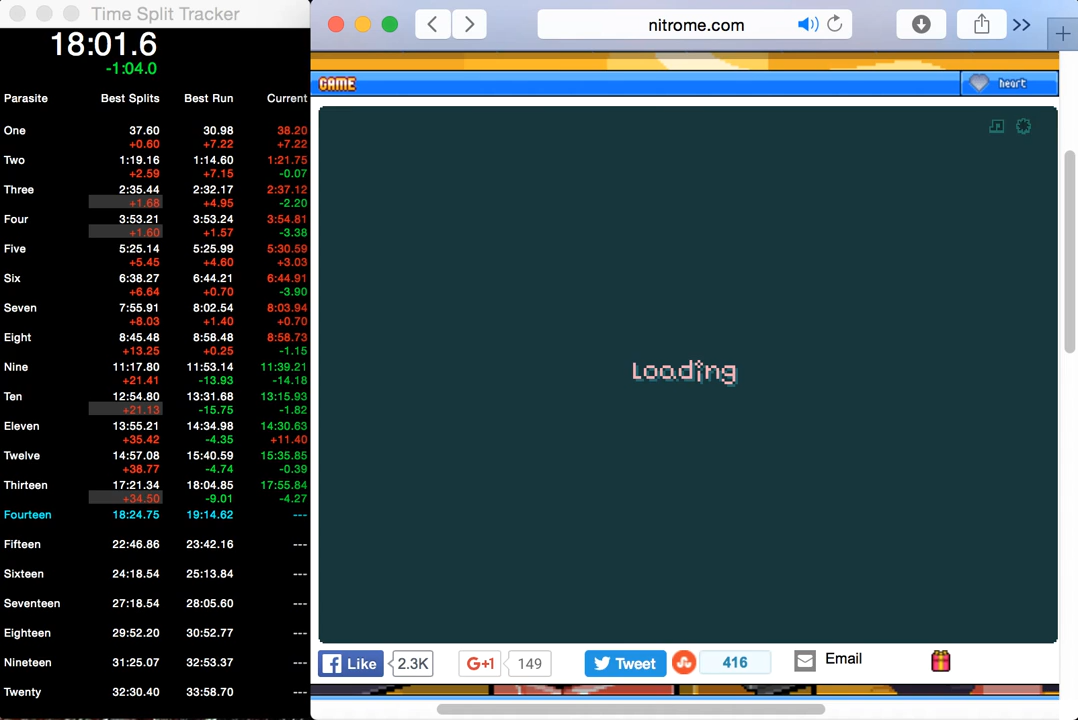 Time Split Tracker
18:01.6
-1:04.0
Parasite Best Splits Best Run Current
One 37.60 30.98 38.20
+0.60 +7.22 +7.22
Two 1:19.16 1:14.60 1:21.75
+2.59 +7.15 -0.07
Three 2:35.44 2:32.17 2:37.12
+1.68 +4.95 -2.20
Four 3:53.21 3:53.24 3:54.81
+1.60 +1.57 -3.38
Five 5:25.14 5:25.99 5:30.59
+5.45 +4.60 +3.03
Six 6:38.27 6:44.21 6:44.91
+6.64 +0.70 -3.90
Seven 7:55.91 8:02.54 8:03.94
+8.03 +1.40 +0.70
Eight 8:45.48 8:58.48 8:58.73
+13.25 +0.25 -1.15
Nine 11:17.80 11:53.14 11:39.21
+21.41 -13.93 -14.18
Ten 12:54.80 13:31.68 13:15.93
+21.13 -15.75 -1.82
Eleven 13:55.21 14:34.98 14:30.63
+35.42 -4.35 +11.40
Twelve 14:57.08 15:40.59 15:35.85
+38.77 -4.74 -0.39
Thirteen 17:21.34 18:04.85 17:55.84
+34.50 -9.01 -4.27
Fourteen 18:24.75 19:14.62 ---
Fifteen 22:46.86 23:42.16 ---
Sixteen 24:18.54 25:13.84 ---
Seventeen 27:18.54 28:05.60 ---
Eighteen 29:52.20 30:52.77 ---
Nineteen 31:25.07 32:53.37 ---
Twenty 32:30.40 33:58.70 ---
nitrome.com
GAME heart
Loading
Like 2.3K G+1 149 Tweet 416 Email